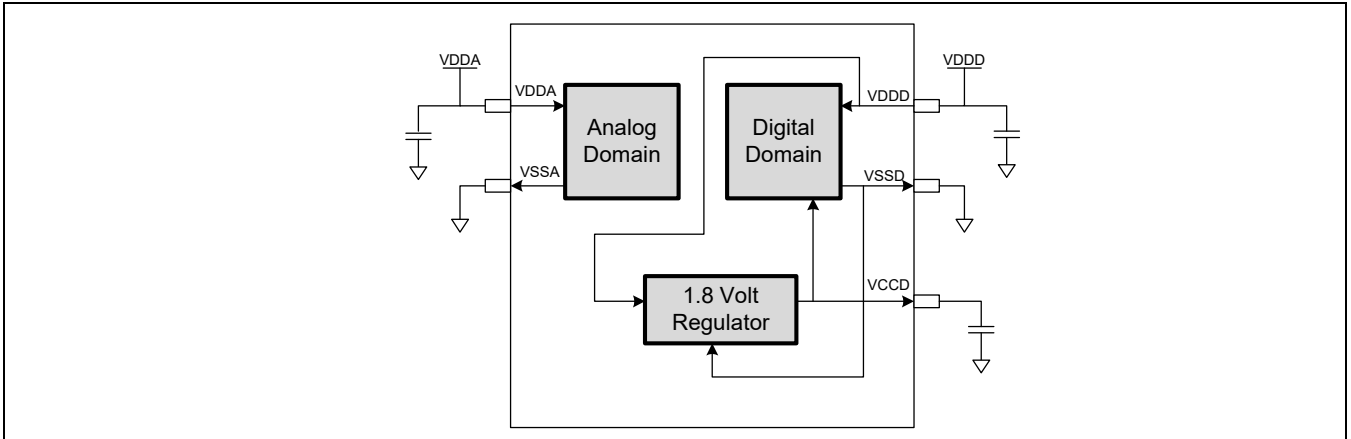 VDDA
VDDD
VDDA
VDDD
Analog
Domain
Digital
Domain
VSSA
VSSD
1.8 Volt
Regulator
VCCD